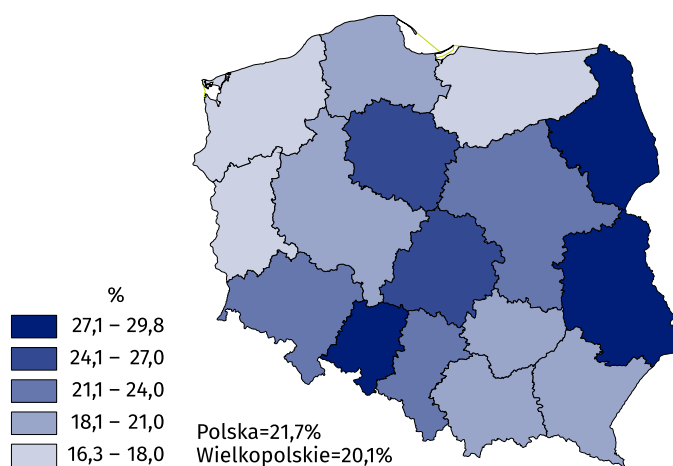 %
27,1 – 29,8
24,1 – 27,0
21,1 – 24,0
18,1 – 21,0
16,3 – 18,0
Polska=21,7%
Wielkopolskie=20,1%